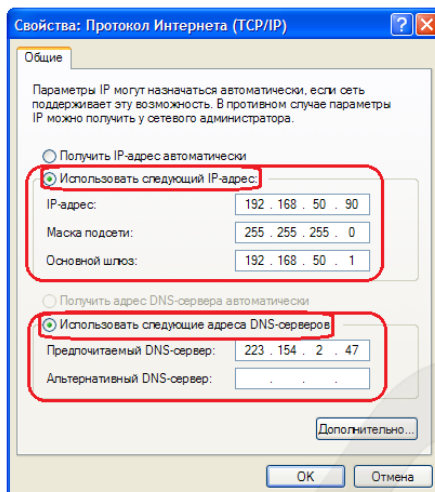 Свойства: Протокол Интернета (TCP/IP)
Общие
Параметры IP могут назначаться автоматически, если сеть
поддерживает эту возможность. В противном случае параметры
IP можно получить у сетевого администратора.
Получить IP-адрес автоматически
Использовать следующий IP-адрес:
IP-адрес: 192 . 168 . 50 . 90
Маска подсети: 255 . 255 . 255 . 0
Основной шлюз: 192 . 168 . 50 . 1
Получить адрес DNS-сервера автоматически
Использовать следующие адреса DNS-серверов
Предпочитаемый DNS-сервер: 223 . 154 . 2 . 47
Альтернативный DNS-сервер: . . .
Дополнительно...
OK Отмена